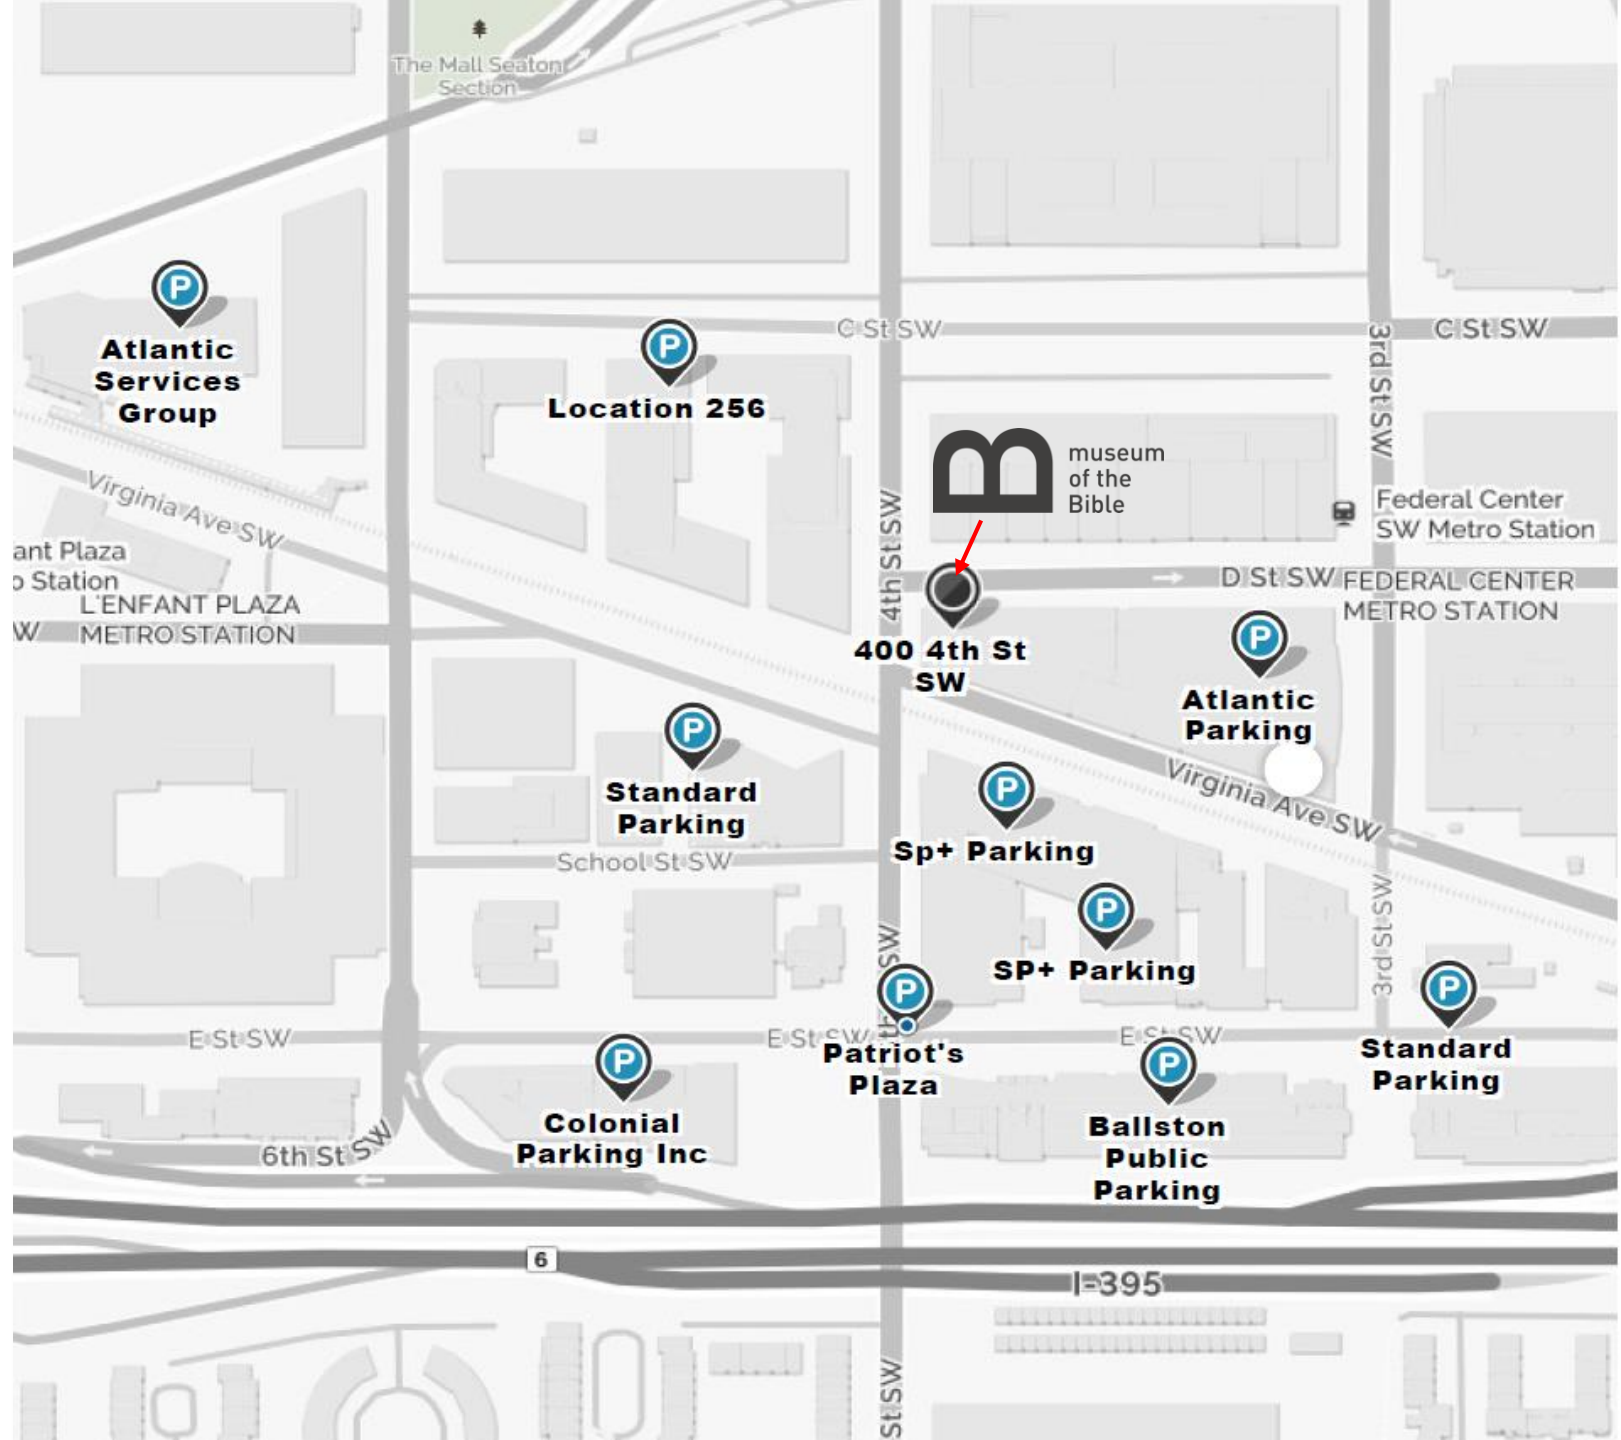 The Mall Seaton
Section
P
Atlantic
Services
Group
P
Location 256
C St SW
C St SW
3rd St SW
B museum
of the
Bible
Virginia Ave SW
4th St SW
Federal Center
SW Metro Station
ant Plaza
o Station
D St SW
FEDERAL CENTER
METRO STATION
W
L'ENFANT PLAZA
METRO STATION
400 4th St
SW
P
Atlantic
Parking
P
Standard
Parking
Virginia Ave SW
P
Sp+ Parking
School St SW
P
SP+ Parking
3rd St SW
SW
P
Patriot's
Plaza
E St SW
E St SW
E St SW
P
Standard
Parking
P
Colonial
Parking Inc
P
Ballston
Public
Parking
6th St SW
6
I-395
St SW